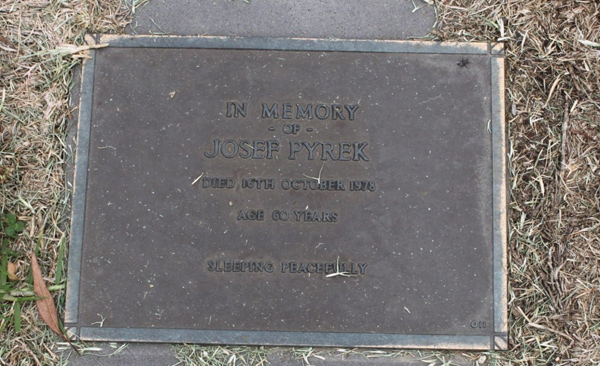 IN MEMORY
- OF -
JOSEF PYREK
DIED 16TH OCTOBER 1978
AGE 60 YEARS
SLEEPING PEACEFULLY